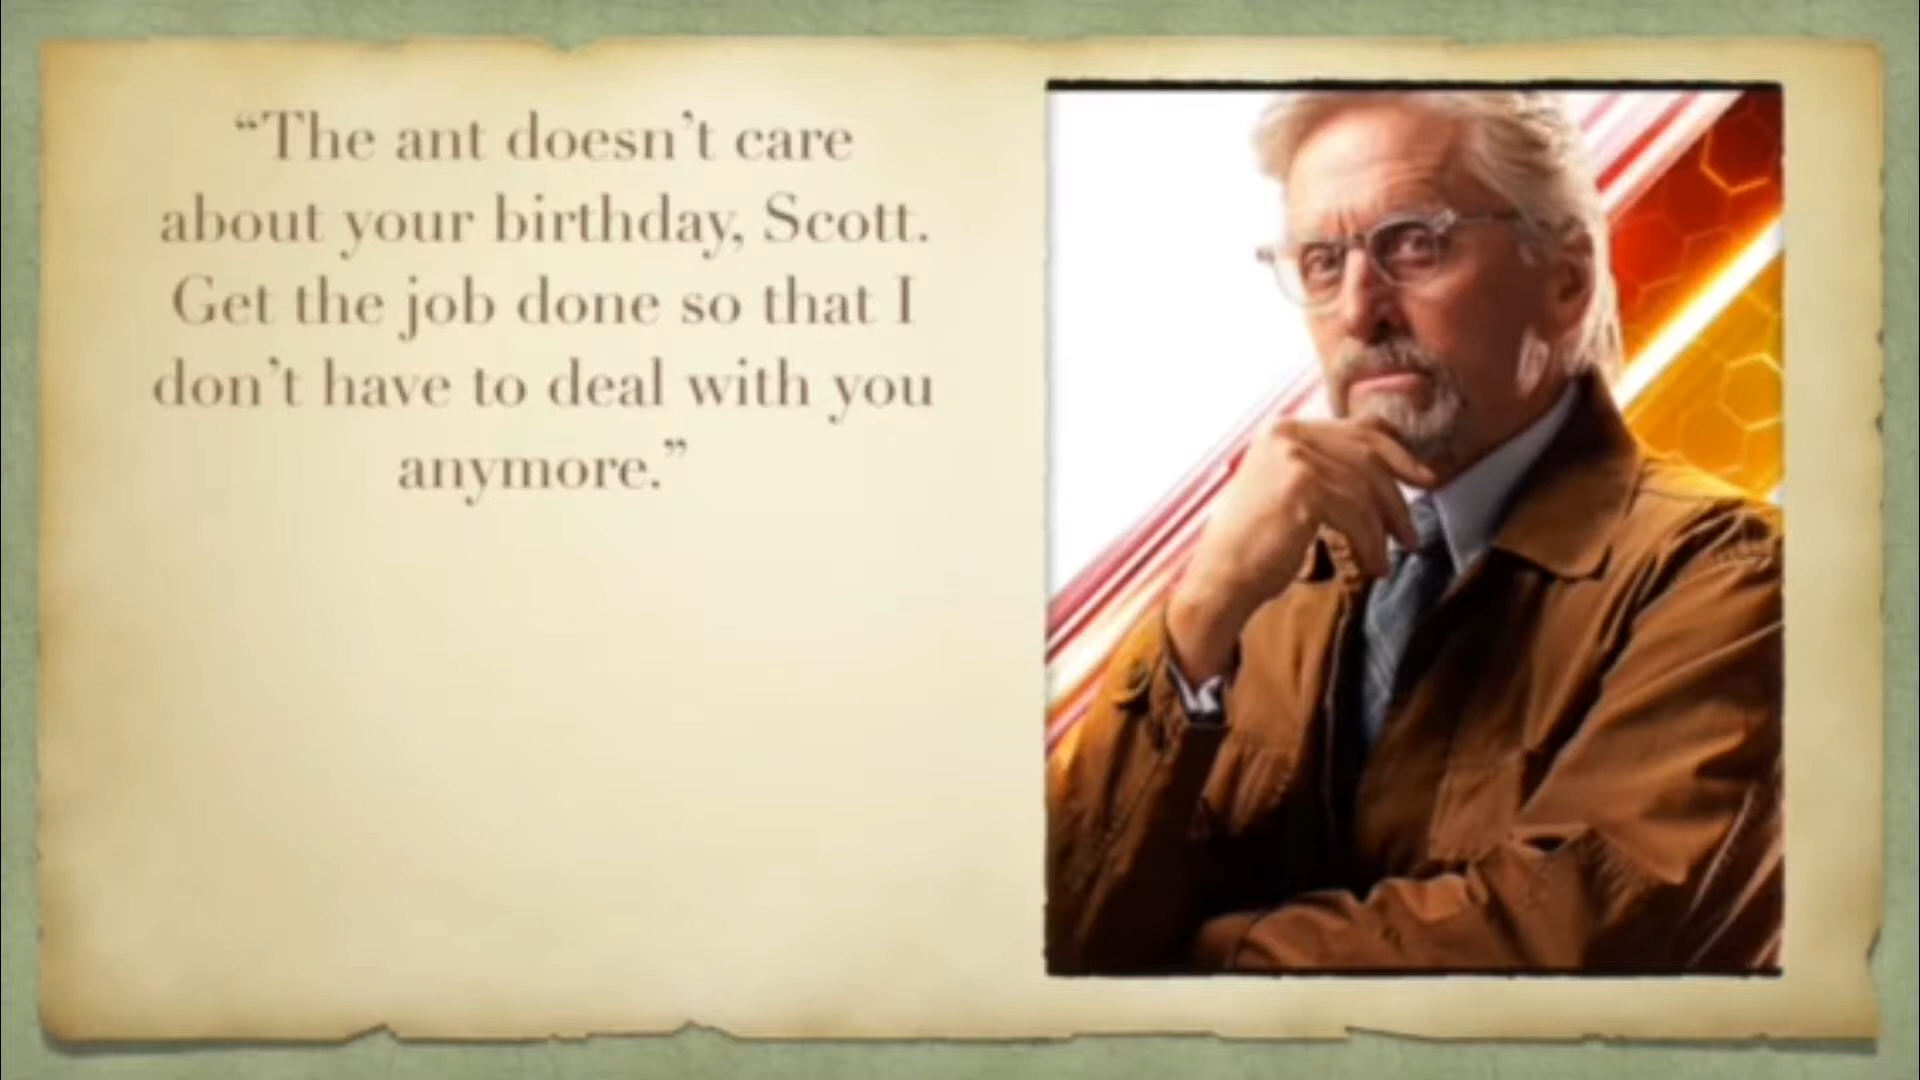 “The ant doesn’t care
about your birthday, Scott.
Get the job done so that I
don’t have to deal with you
anymore.”